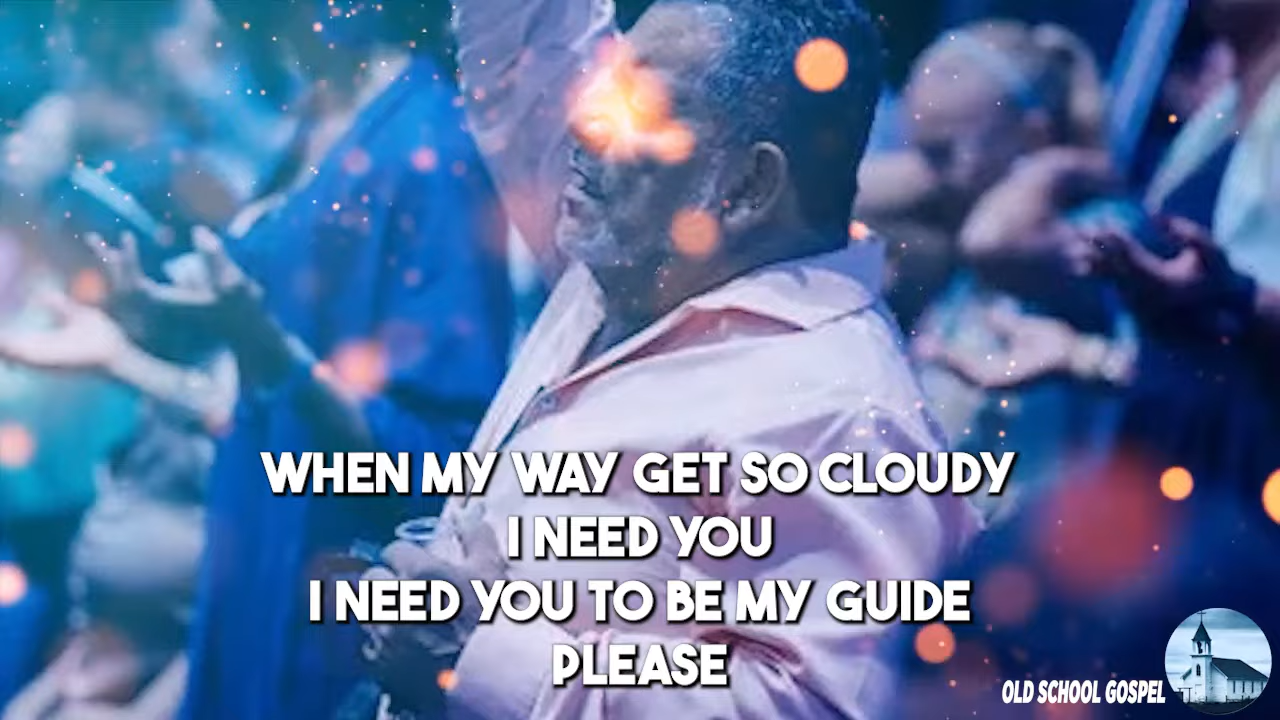 WHEN MY WAY GET SO CLOUDY
I NEED YOU
I NEED YOU TO BE MY GUIDE
PLEASE
OLD SCHOOL GOSPEL